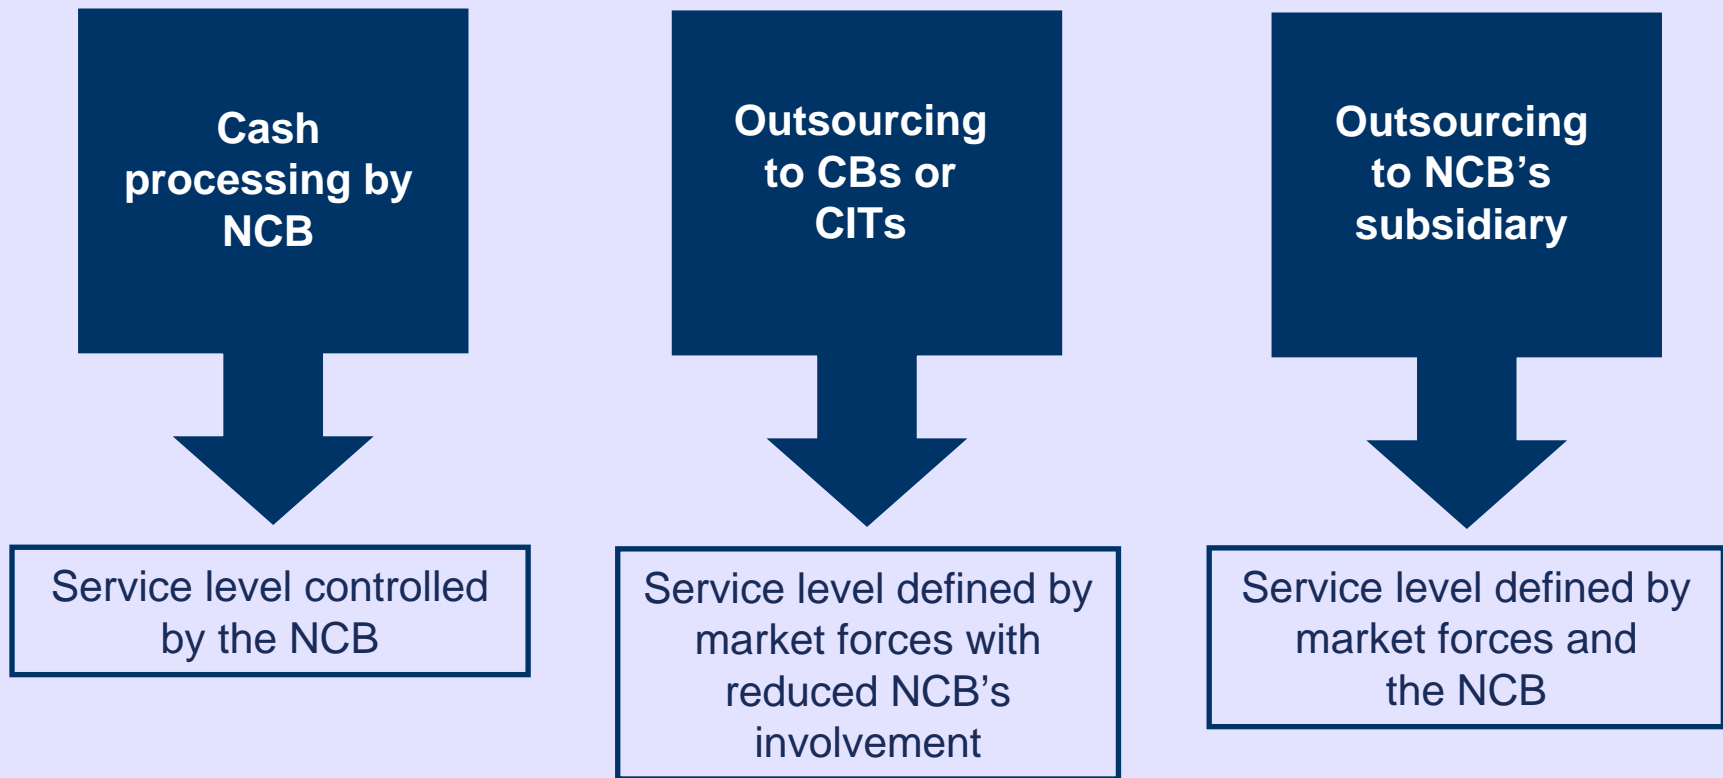 Cash
processing by
NCB
Outsourcing
to CBs or
CITs
Outsourcing
to NCB’s
subsidiary
Service level controlled
by the NCB
Service level defined by
market forces with
reduced NCB’s
involvement
Service level defined by
market forces and
the NCB